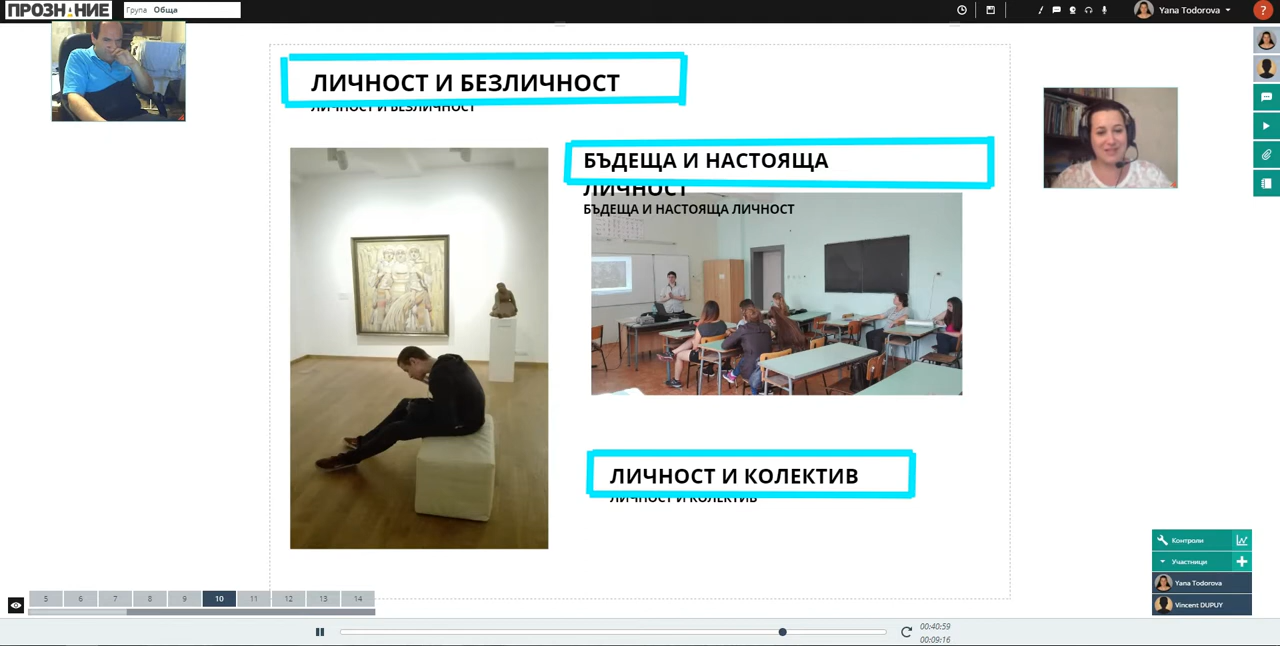 ПРОЗНАНИЕ
Група Обща
Yana Todorova
?
ЛИЧНОСТ И БЕЗЛИЧНОСТ
ЛИЧНОСТ И БЕЗЛИЧНОСТ
БЪДЕЩА И НАСТОЯЩА
ЛИЧНОСТ
БЪДЕЩА И НАСТОЯЩА ЛИЧНОСТ
ЛИЧНОСТ И КОЛЕКТИВ
ЛИЧНОСТ И КОЛЕКТИВ
Контроли
Участници
Yana Todorova
Vincent DUPUY
5 6 7 8 9 10 11 12 13 14
00:40:59
00:09:16